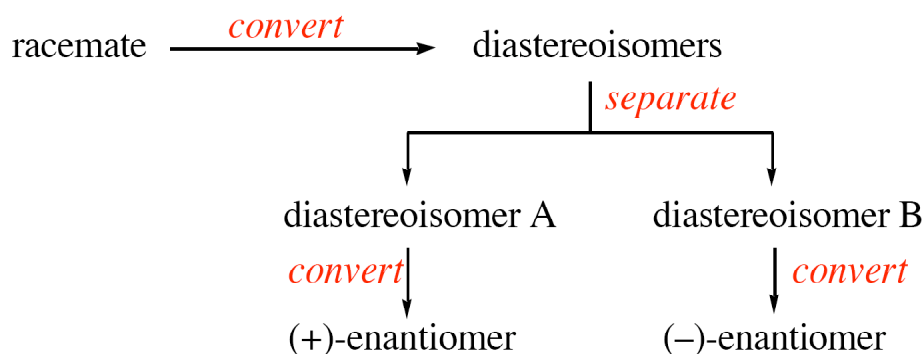 racemate convert diastereoisomers
separate
diastereoisomer A diastereoisomer B
convert convert
(+)-enantiomer (–)-enantiomer